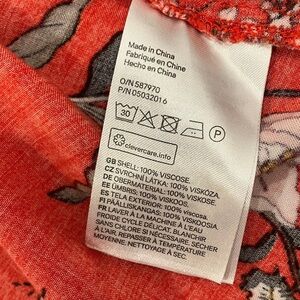 Made in China
Fabriqué en Chine
Hecho en China
O/N 587970
P/N 05032016
30
P
clevercare.info
GB SHELL: 100% VISCOSE.
CZ SVRCHNÍ LÁTKA: 100% VISKÓZA.
DE OBERMATERIAL: 100% VISKOSE.
EE ÜMBRIS: 100% VISKOOS.
ES TELA EXTERIOR: 100% VISCOSA.
FI PÄÄLLISKANGAS: 100% VISKOOSIA.
FR LAVER À LA MACHINE À L'EAU
FROIDE CYCLE DÉLICAT. BLANCHIR
SANS CHLORE SI NÉCESSAIRE. SÉCHER
À L'AIR. REPASSER À TEMPÉRATURE
MOYENNE. NETTOYAGE À SEC.